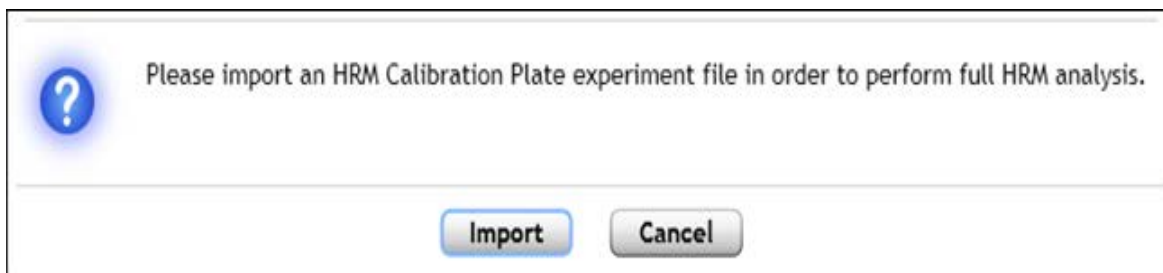 Please import an HRM Calibration Plate experiment file in order to perform full HRM analysis.
Import Cancel